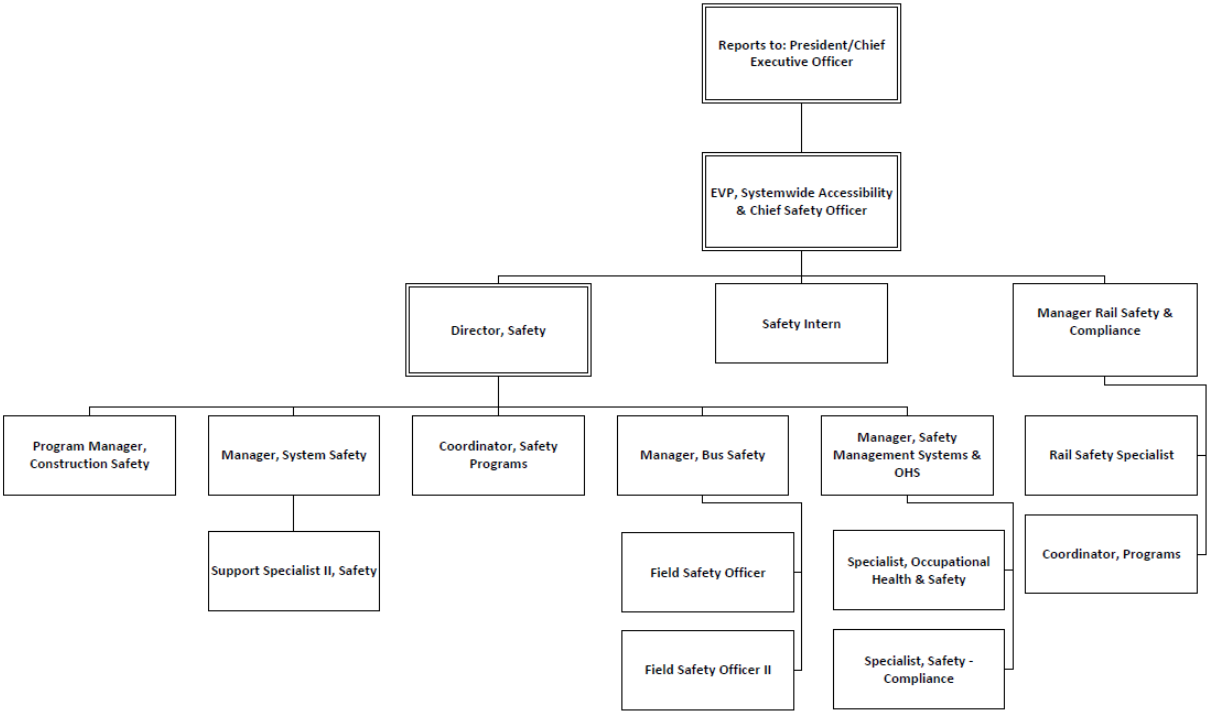 Reports to: President/Chief
Executive Officer
EVP, Systemwide Accessibility
& Chief Safety Officer
Director, Safety
Safety Intern
Manager Rail Safety &
Compliance
Program Manager,
Construction Safety
Manager, System Safety
Coordinator, Safety
Programs
Manager, Bus Safety
Manager, Safety
Management Systems &
OHS
Rail Safety Specialist
Support Specialist II, Safety
Field Safety Officer
Specialist, Occupational
Health & Safety
Coordinator, Programs
Field Safety Officer II
Specialist, Safety -
Compliance